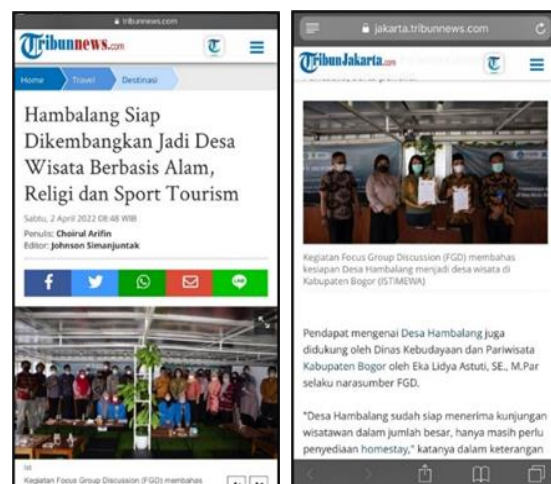 tribunnews.com
Tribunnews.com
Home
Travel
Destinasi
Hambalang Siap
Dikembangkan Jadi Desa
Wisata Berbasis Alam,
Religi dan Sport Tourism
Sabtu, 2 April 2022 08:48 WIB
Penulis: Choirul Arifin
Editor: Johnson Simanjuntak
Ist
Kegiatan Focus Group Discussion (FGD) membahas
jakarta.tribunnews.com
TribunJakarta.com
Kegiatan Focus Group Discussion (FGD) membahas
kesiapan Desa Hambalang menjadi desa wisata di
Kabupaten Bogor (ISTIMEWA)
Pendapat mengenai Desa Hambalang juga
didukung oleh Dinas Kebudayaan dan Pariwisata
Kabupaten Bogor oleh Eka Lidya Astuti, SE., M.Par
selaku narasumber FGD.
"Desa Hambalang sudah siap menerima kunjungan
wisatawan dalam jumlah besar, hanya masih perlu
penyediaan homestay," katanya dalam keterangan